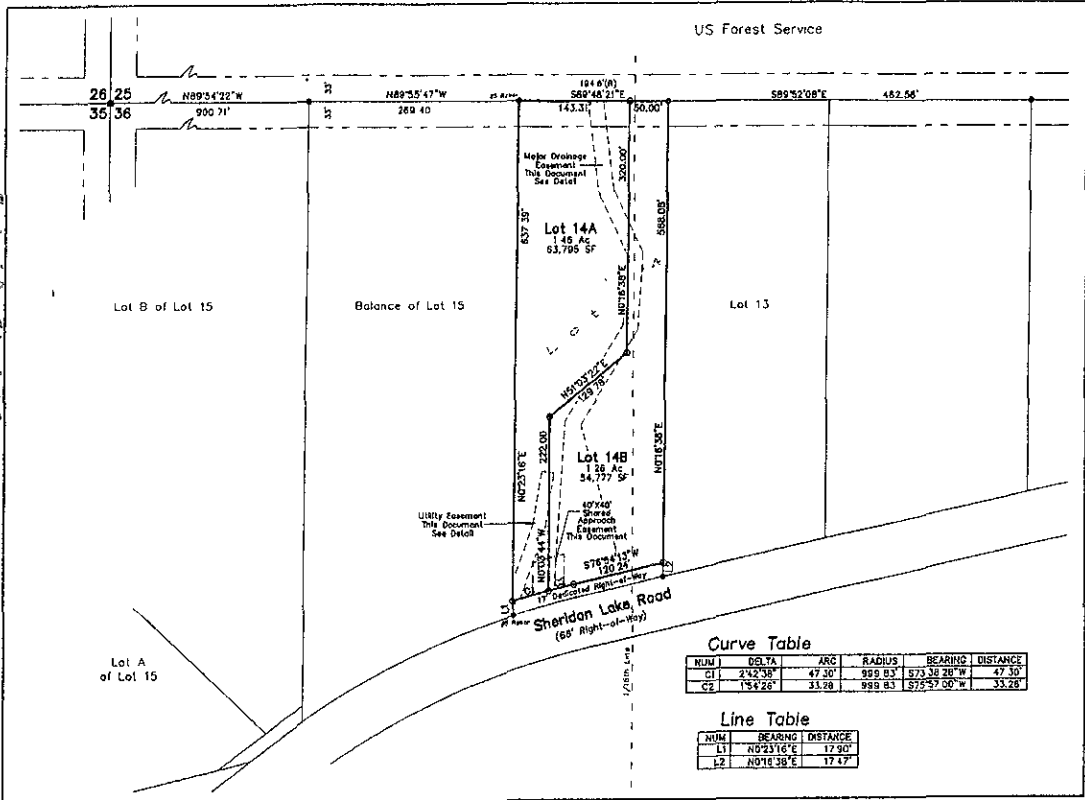 US Forest Service
26 25
35 36
N89°54'22"W
900 71'
33'
33'
N89°55'47"W
269 40
194 6'(R)
S89°48'21"E
143.31'
50.00'
S89°52'08"E
482.56'
Major Drainage
Easement
This Document
See Detail
320.00'
637 39'
588.05'
Lot 14A
1 46 Ac
63,796 SF
N0°16'38"E
Lot B of Lot 15
Balance of Lot 15
Lot 13
N51°03'22"E
129 78'
222.00
Lot 14B
1 26 Ac
54,777 SF
N0°16'38"E
N0°23'16"E
Utility Easement
This Document
See Detail
40'X40'
Shared
Approach
Easement
This Document
N0°03'44"W
S76°54'13"W
120 24'
17' Dedicated Right-of-Way
L1
C1
L2
Sheridan Lake Road
(66' Right-of-Way)
1/16th Line
Lot A
of Lot 15
Curve Table
NUM DELTA ARC RADIUS BEARING DISTANCE
C1 2°42'38" 47 30' 999 83' S73 38 28"W 47 30'
C2 1°54'26" 33.28 999 83 S75°57 00"W 33.28'
Line Table
NUM BEARING DISTANCE
L1 N0°23'16"E 17 90'
L2 N0°16'38"E 17 47'